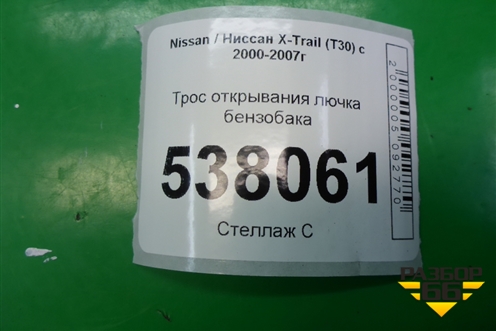 Nissan / Ниссан X-Trail (T30) с
2000-2007г
Трос открывания лючка
бензобака
538061
Стеллаж С
2000005092770
РАЗБОР
66